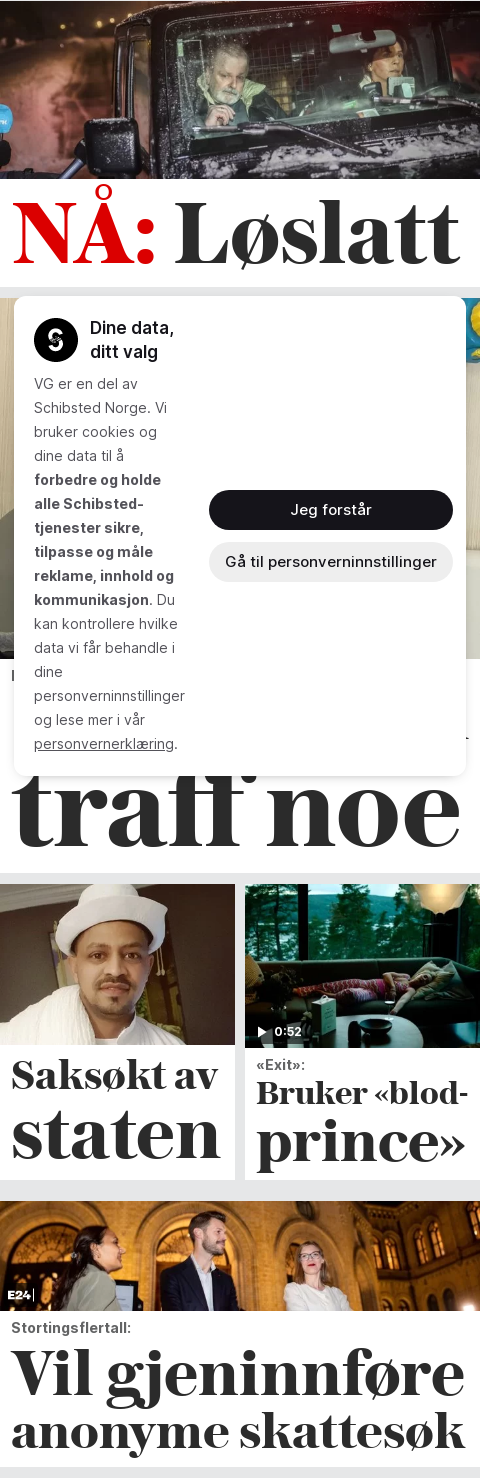 NÅ: Løslatt
Dine data,
ditt valg
VG er en del av
Schibsted Norge. Vi
bruker cookies og
dine data til å
forbedre og holde
alle Schibsted-
tjenester sikre,
tilpasse og måle
reklame, innhold og
kommunikasjon. Du
kan kontrollere hvilke
data vi får behandle i
dine
personverninnstillinger
og lese mer i vår
personvernerklæring.
Jeg forstår
Gå til personverninnstillinger
traff noe
Saksøkt av
staten
0:52
«Exit»:
Bruker «blod-
prince»
E24
Stortingsflertall:
Vil gjeninnføre
anonyme skattesøk